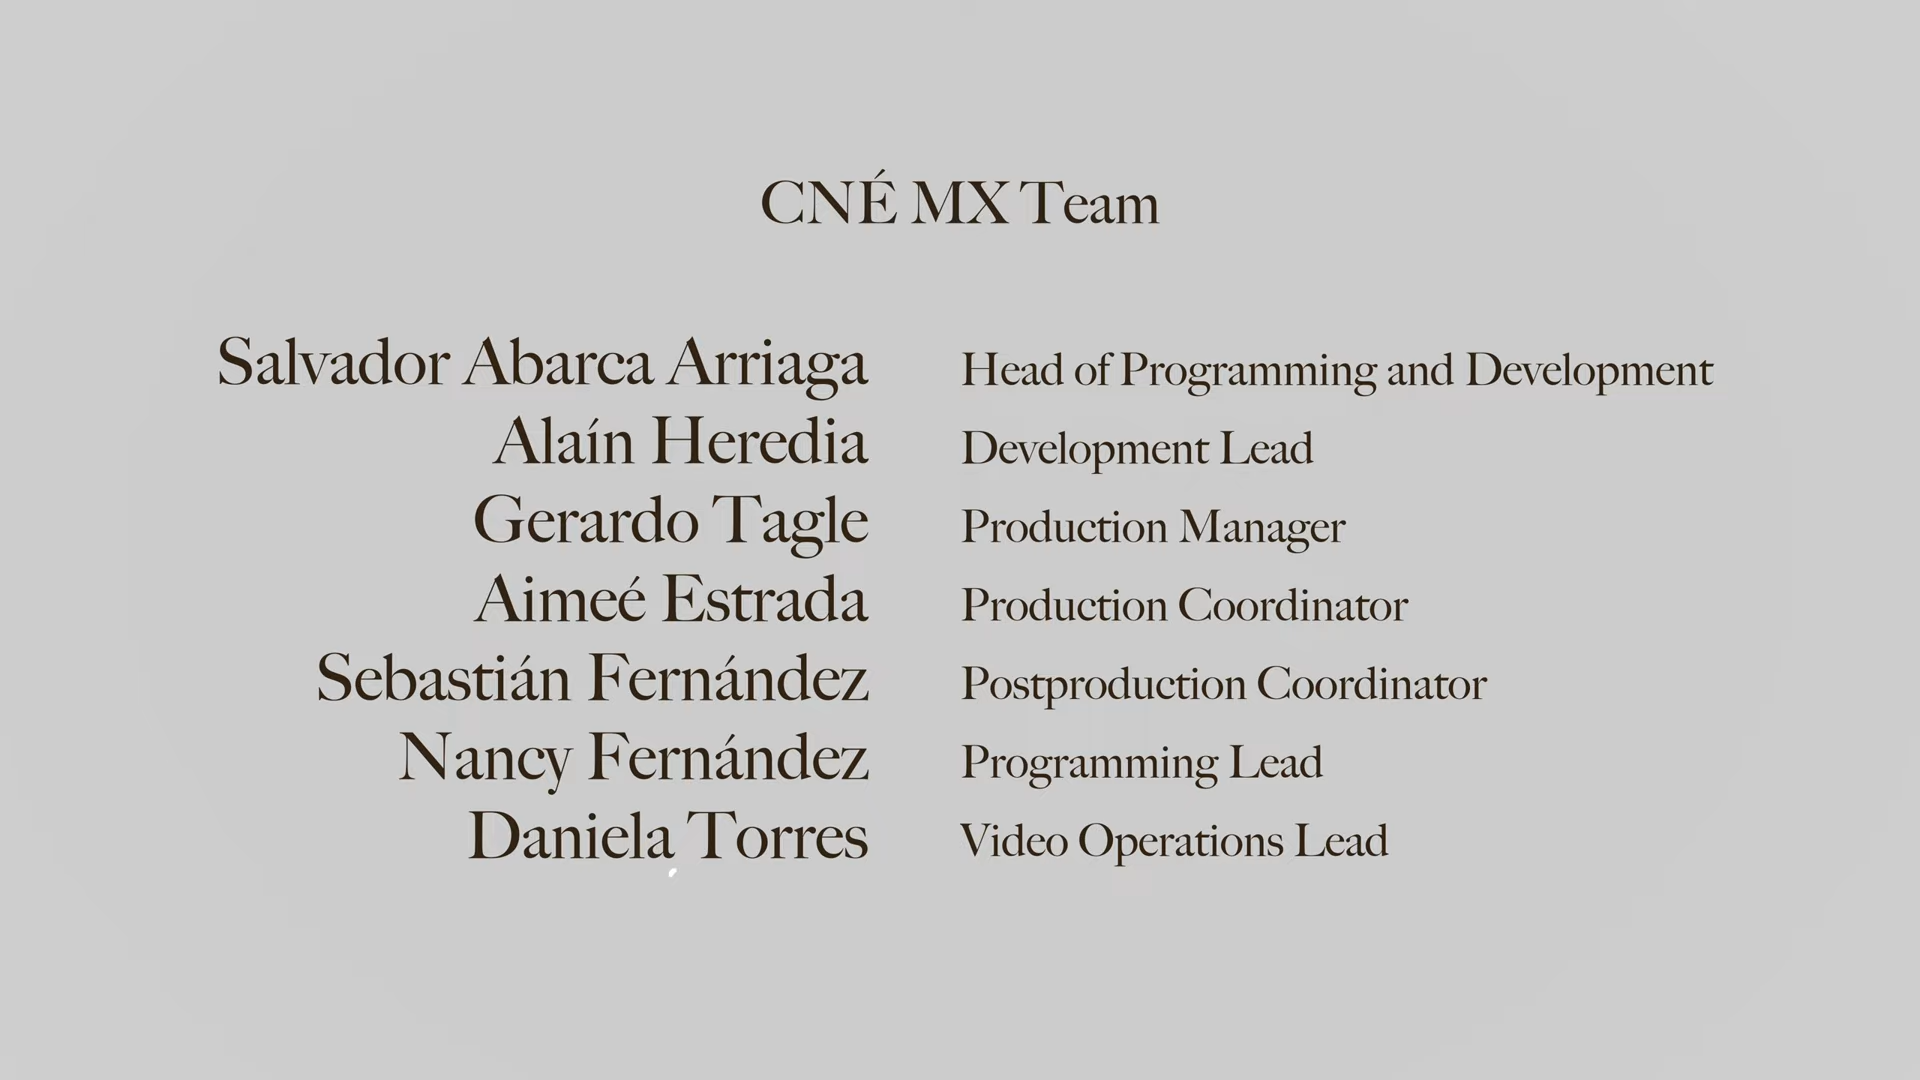 CNÉ MX Team
Salvador Abarca Arriaga Head of Programming and Development
Alaín Heredia Development Lead
Gerardo Tagle Production Manager
Aimeé Estrada Production Coordinator
Sebastián Fernández Postproduction Coordinator
Nancy Fernández Programming Lead
Daniela Torres Video Operations Lead